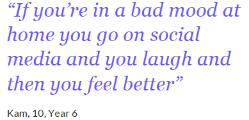 “If you’re in a bad mood at
home you go on social
media and you laugh and
then you feel better”
Kam, 10, Year 6